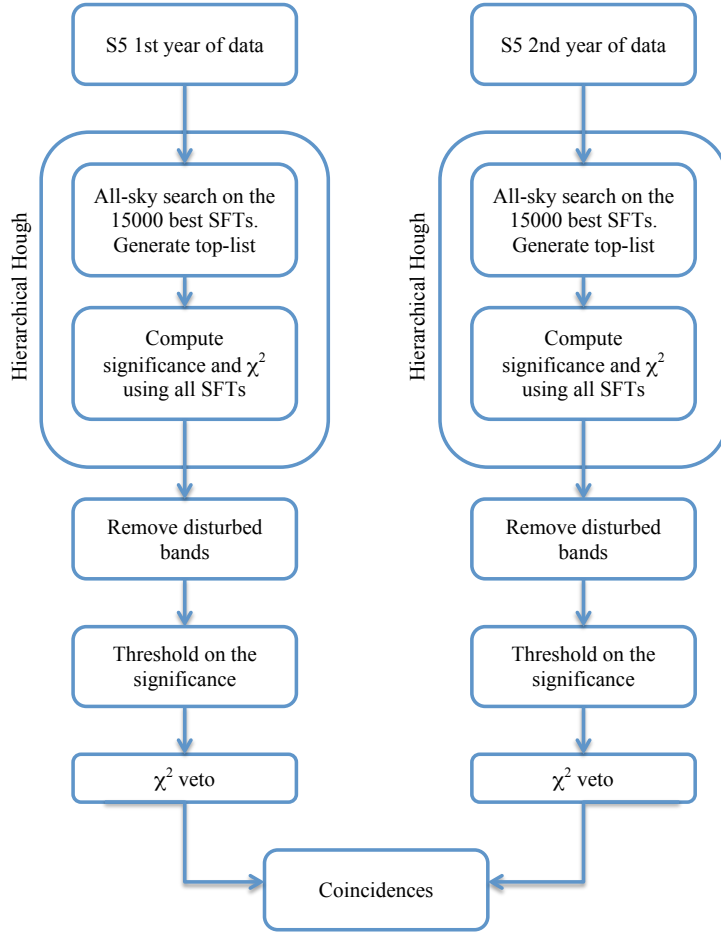 S5 1st year of data
Hierarchical Hough
All-sky search on the
15000 best SFTs.
Generate top-list
Compute
significance and χ²
using all SFTs
Remove disturbed
bands
Threshold on the
significance
χ² veto
S5 2nd year of data
Hierarchical Hough
All-sky search on the
15000 best SFTs.
Generate top-list
Compute
significance and χ²
using all SFTs
Remove disturbed
bands
Threshold on the
significance
χ² veto
Coincidences